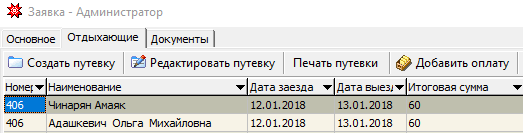 Заявка - Администратор
Основное Отдыхающие Документы
Создать путевку Редактировать путевку Печать путевки Добавить оплату
Номер Наименование Дата заезда Дата выезд Итоговая сумма
406 Чинарян Амаяк 12.01.2018 13.01.2018 60
406 Адашкевич Ольга Михайловна 12.01.2018 13.01.2018 60